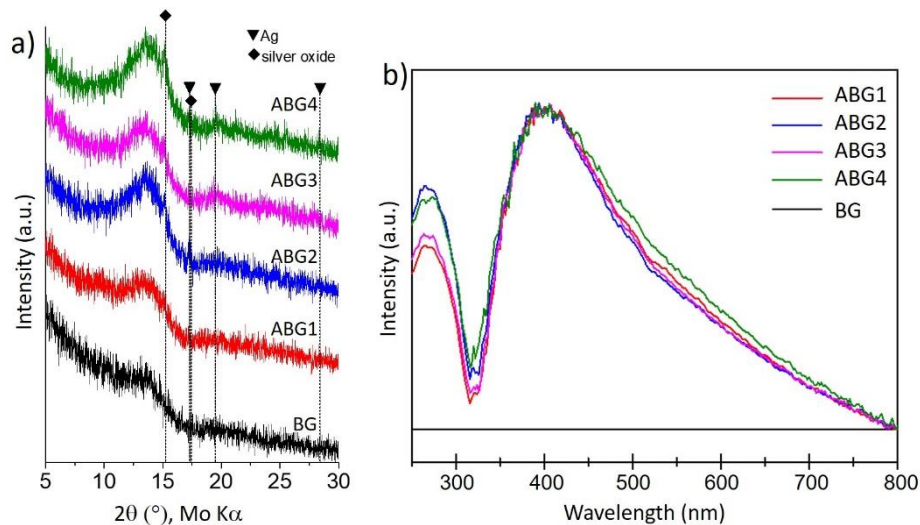 a)
▼Ag
◆silver oxide
ABG4
ABG3
ABG2
ABG1
BG
Intensity (a.u.)
5 10 15 20 25 30
2θ (°), Mo Kα
b)
ABG1
ABG2
ABG3
ABG4
BG
Intensity (a.u.)
300 400 500 600 700 800
Wavelength (nm)